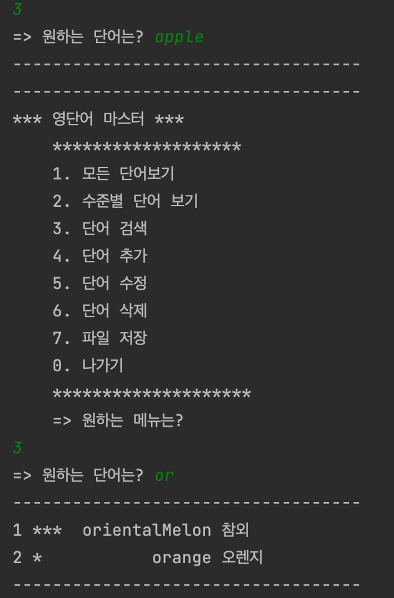 3
=> 원하는 단어는? apple
-----------------------------------
-----------------------------------
*** 영단어 마스터 ***
    *******************
    1. 모든 단어보기
    2. 수준별 단어 보기
    3. 단어 검색
    4. 단어 추가
    5. 단어 수정
    6. 단어 삭제
    7. 파일 저장
    0. 나가기
    ********************
    => 원하는 메뉴는?
3
=> 원하는 단어는? or
-----------------------------------
1 ***  orientalMelon 참외
2 *           orange 오렌지
-----------------------------------